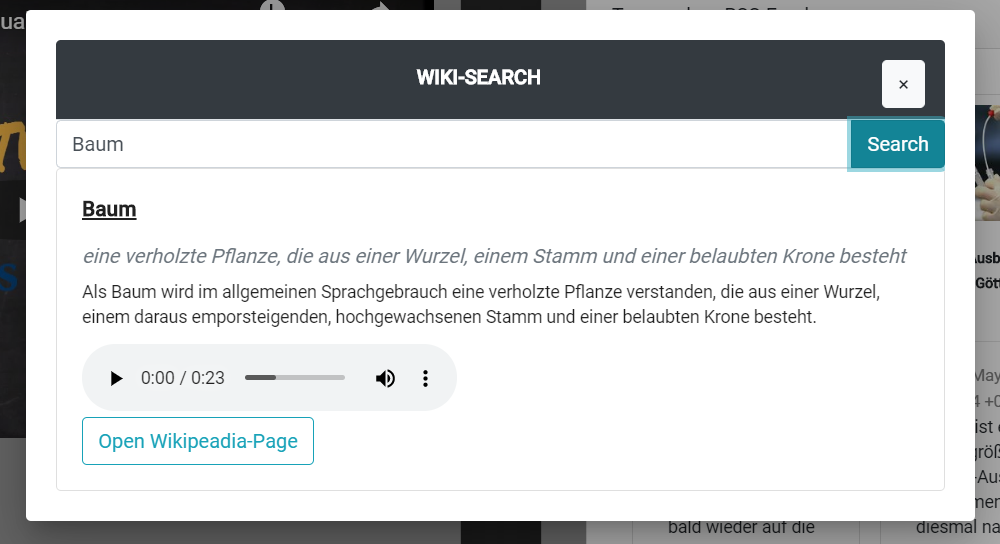 WIKI-SEARCH
×
Baum
Search
Baum
eine verholzte Pflanze, die aus einer Wurzel, einem Stamm und einer belaubten Krone besteht
Als Baum wird im allgemeinen Sprachgebrauch eine verholzte Pflanze verstanden, die aus einer Wurzel,
einem daraus emporsteigenden, hochgewachsenen Stamm und einer belaubten Krone besteht.
0:00 / 0:23
Open Wikipeadia-Page
May
ist
bald wieder auf die
diesmal